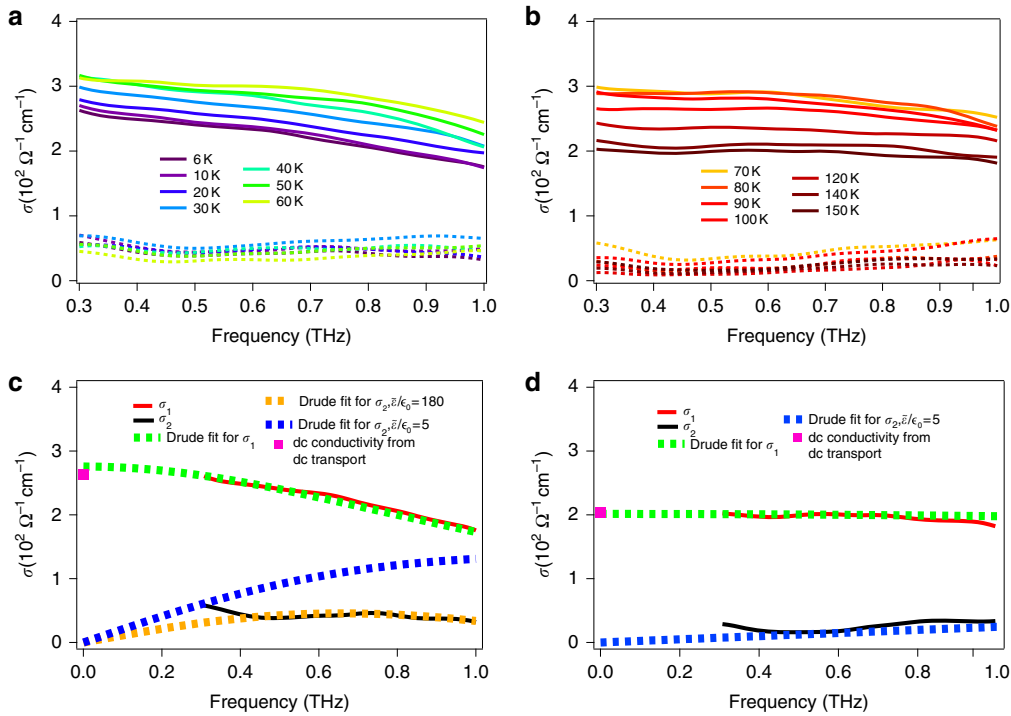 a
4
3
2
1
0
σ(10² Ω⁻¹ cm⁻¹)
6 K
10 K
20 K
30 K
40 K
50 K
60 K
0.3 0.4 0.5 0.6 0.7 0.8 0.9 1.0
Frequency (THz)
b
4
3
2
1
0
σ(10² Ω⁻¹ cm⁻¹)
70 K
80 K
90 K
100 K
120 K
140 K
150 K
0.3 0.4 0.5 0.6 0.7 0.8 0.9 1.0
Frequency (THz)
c
4
3
2
1
0
σ(10² Ω⁻¹ cm⁻¹)
σ₁
σ₂
Drude fit for σ₁
Drude fit for σ₂,ε̃/ϵ₀=180
Drude fit for σ₂,ε̃/ϵ₀=5
dc conductivity from
dc transport
0.0 0.2 0.4 0.6 0.8 1.0
Frequency (THz)
d
4
3
2
1
0
σ(10² Ω⁻¹ cm⁻¹)
σ₁
σ₂
Drude fit for σ₁
Drude fit for σ₂,ε̃/ϵ₀=5
dc conductivity from
dc transport
0.0 0.2 0.4 0.6 0.8 1.0
Frequency (THz)